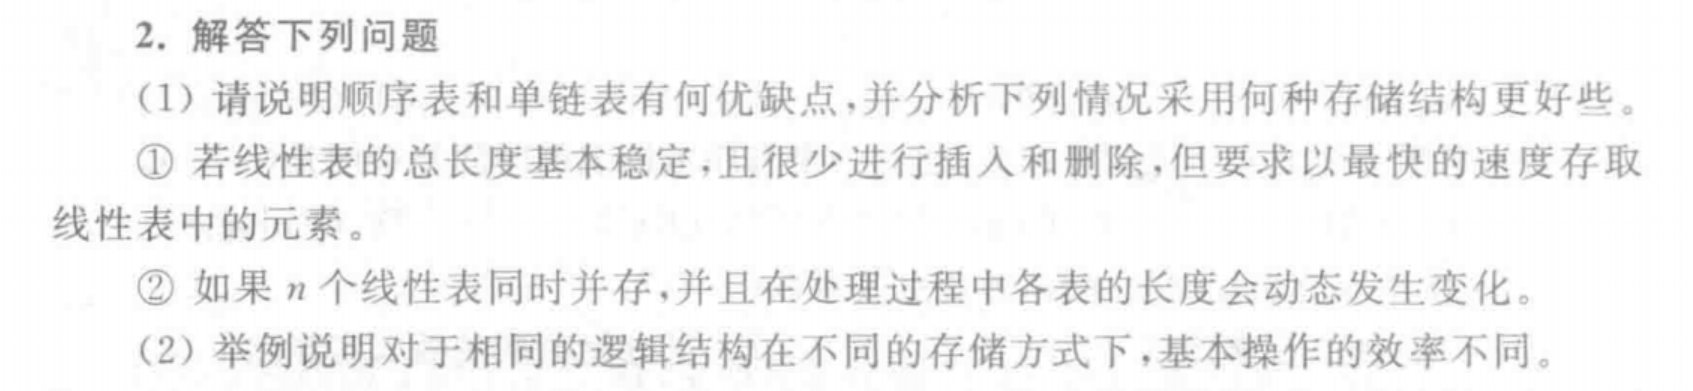 2. 解答下列问题
(1) 请说明顺序表和单链表有何优缺点,并分析下列情况采用何种存储结构更好些。
① 若线性表的总长度基本稳定,且很少进行插入和删除,但要求以最快的速度存取
线性表中的元素。
② 如果 n 个线性表同时并存,并且在处理过程中各表的长度会动态发生变化。
(2) 举例说明对于相同的逻辑结构在不同的存储方式下,基本操作的效率不同。